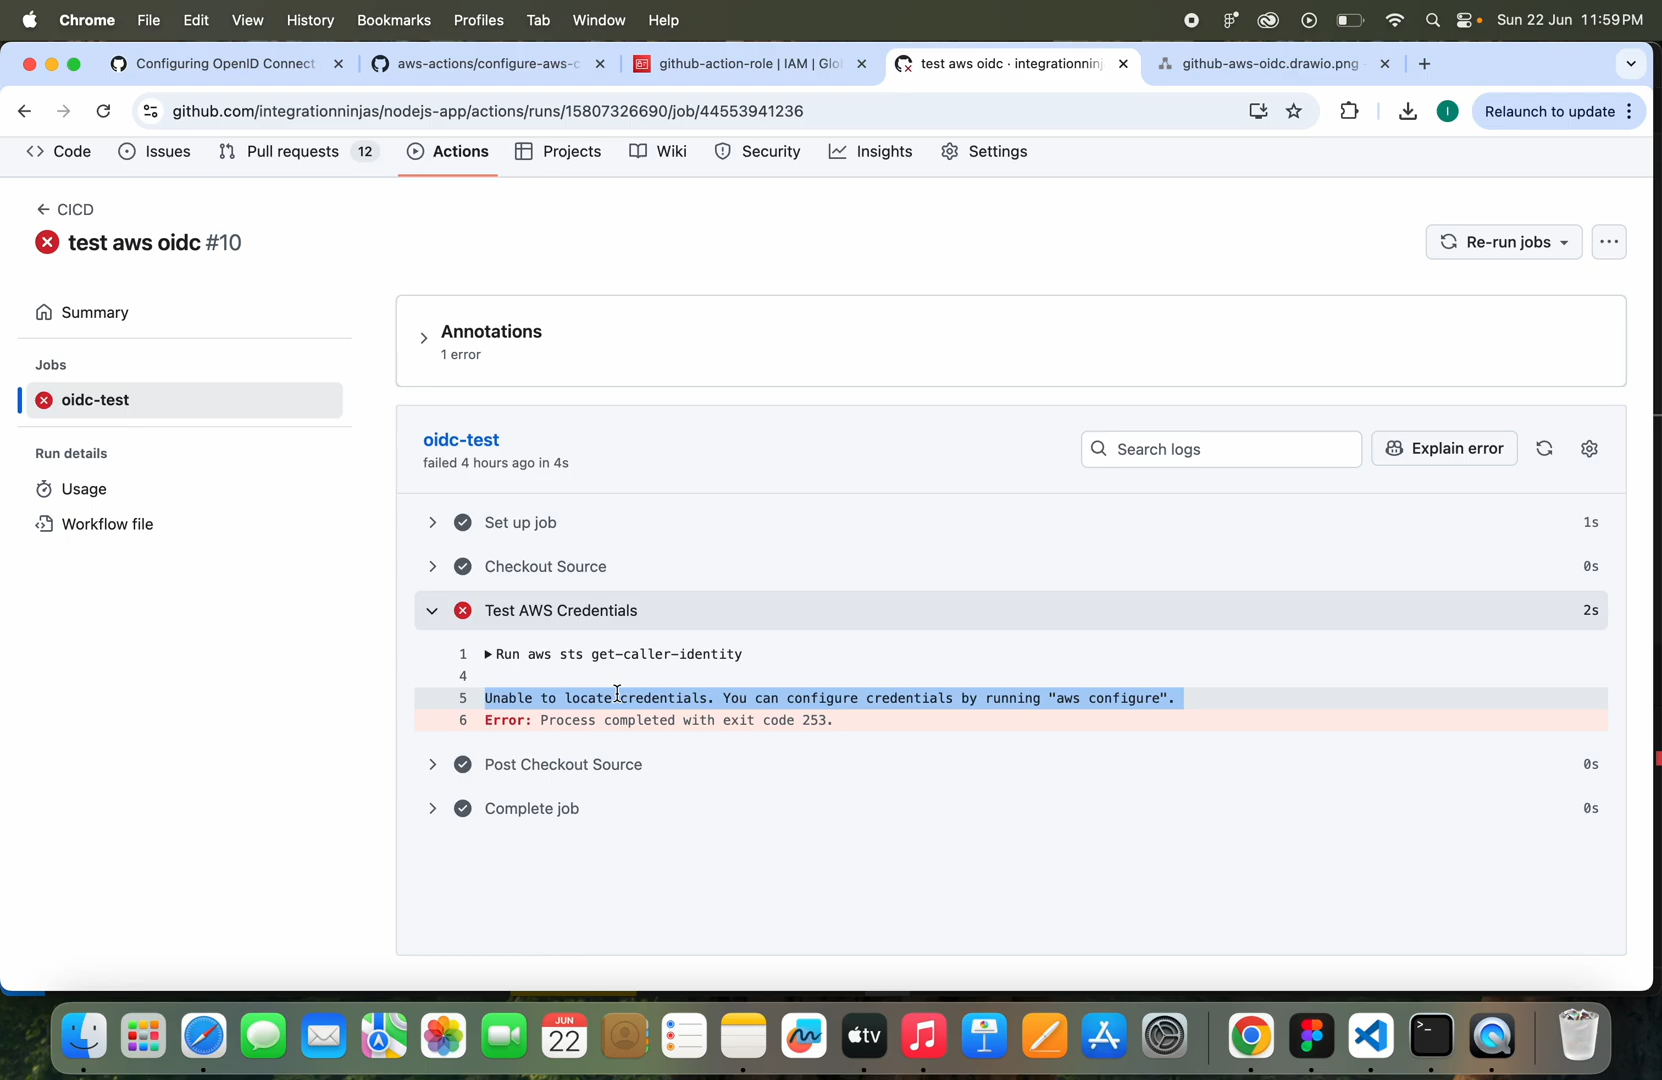 Chrome File Edit View History Bookmarks Profiles Tab Window Help Sun 22 Jun 11:59 PM
Configuring OpenID Connect aws-actions/configure-aws-c github-action-role | IAM | Glo test aws oidc · integrationninj github-aws-oidc.drawio.png
github.com/integrationninjas/nodejs-app/actions/runs/15807326690/job/44553941236 I Relaunch to update
Code Issues Pull requests 12 Actions Projects Wiki Security Insights Settings
CICD
test aws oidc #10
Re-run jobs
Summary
Jobs
oidc-test
Run details
Usage
Workflow file
Annotations
1 error
oidc-test
failed 4 hours ago in 4s
Search logs
Explain error
Set up job 1s
Checkout Source 0s
Test AWS Credentials 2s
1 Run aws sts get-caller-identity
4
5 Unable to locate credentials. You can configure credentials by running "aws configure".
6 Error: Process completed with exit code 253.
Post Checkout Source 0s
Complete job 0s
JUN
22
tv